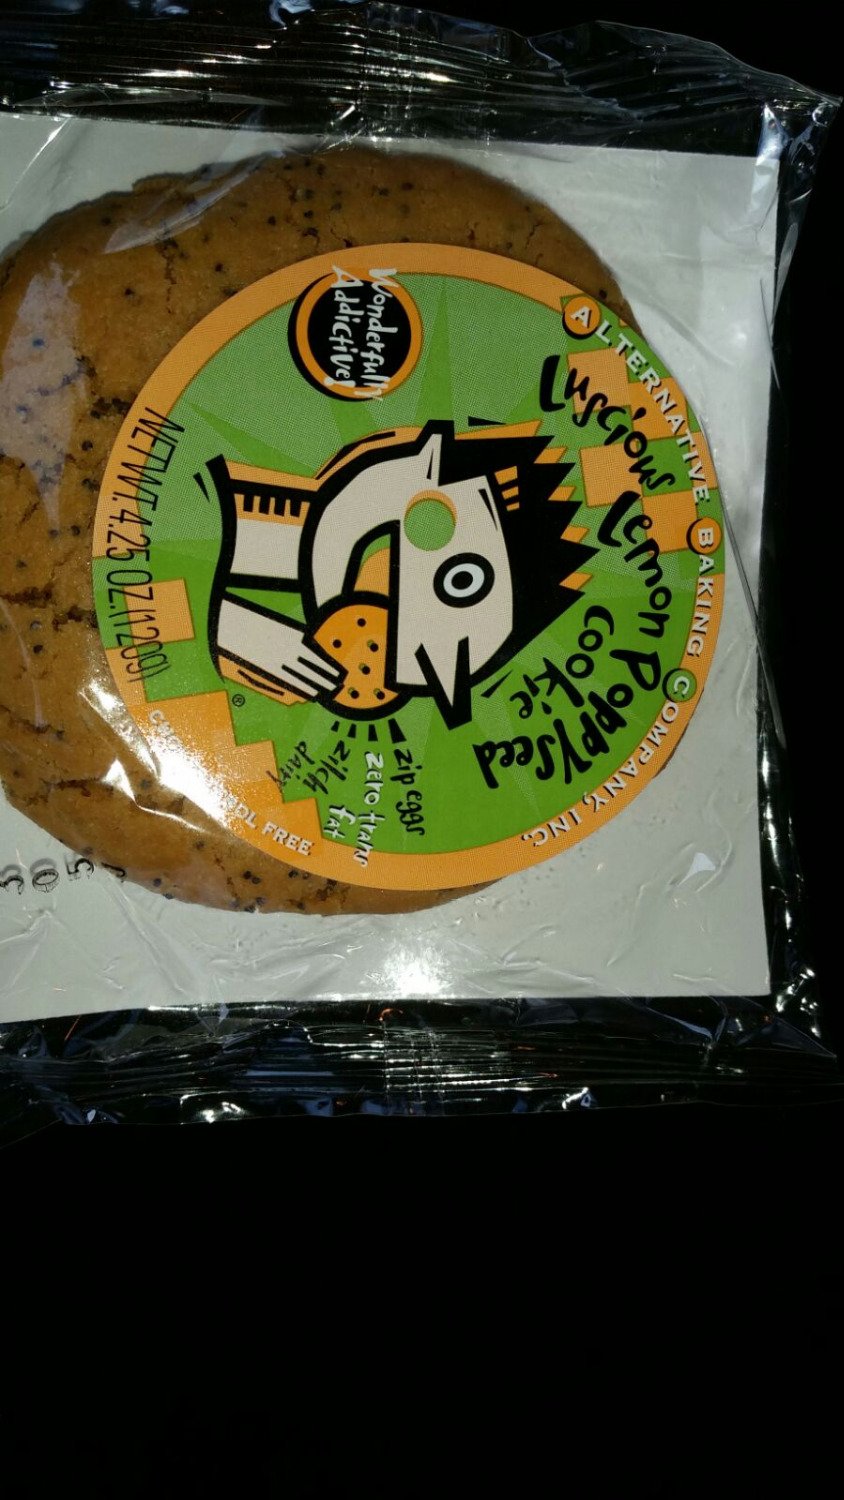 ALTERNATIVE BAKING COMPANY, INC.
Luscious Lemon Poppyseed
Cookie
Wonderfully
Addictive!
zip eggs
zero trans
fat
zilch
dairy
®
NET WT. 4.25 OZ. (120G)
FREE
305